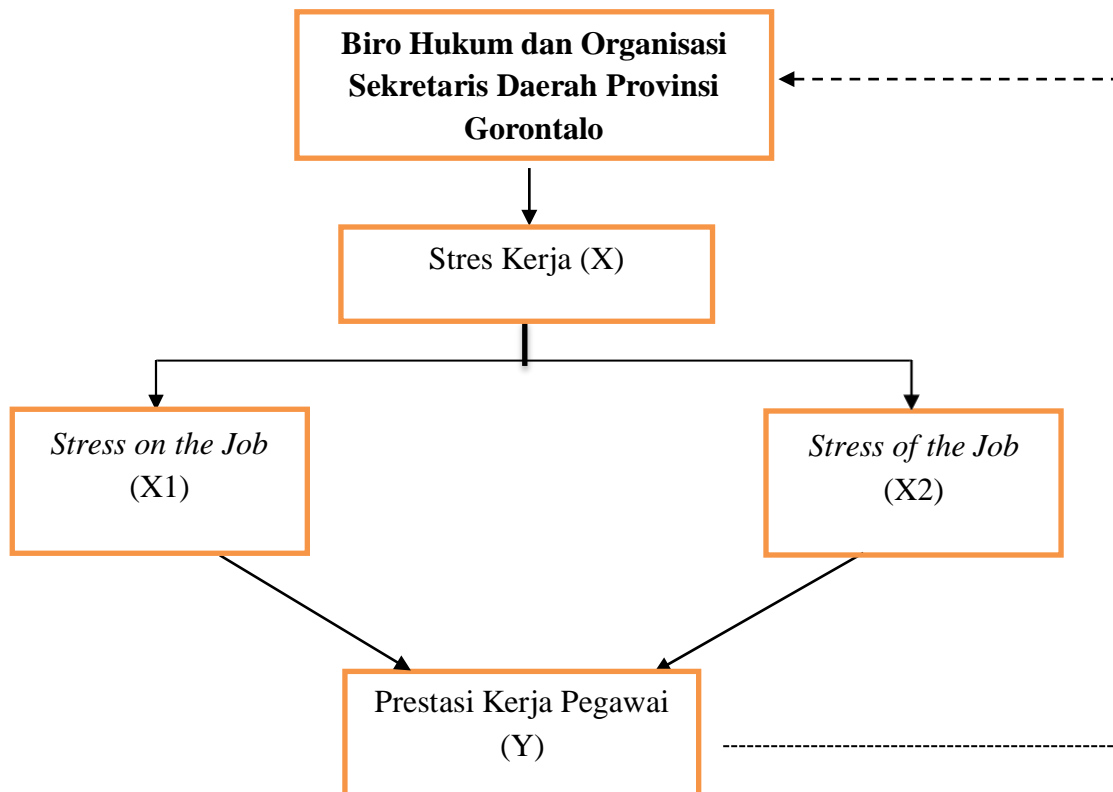 Biro Hukum dan Organisasi
Sekretaris Daerah Provinsi
Gorontalo
Stres Kerja (X)
Stress on the Job
(X1)
Stress of the Job
(X2)
Prestasi Kerja Pegawai
(Y)